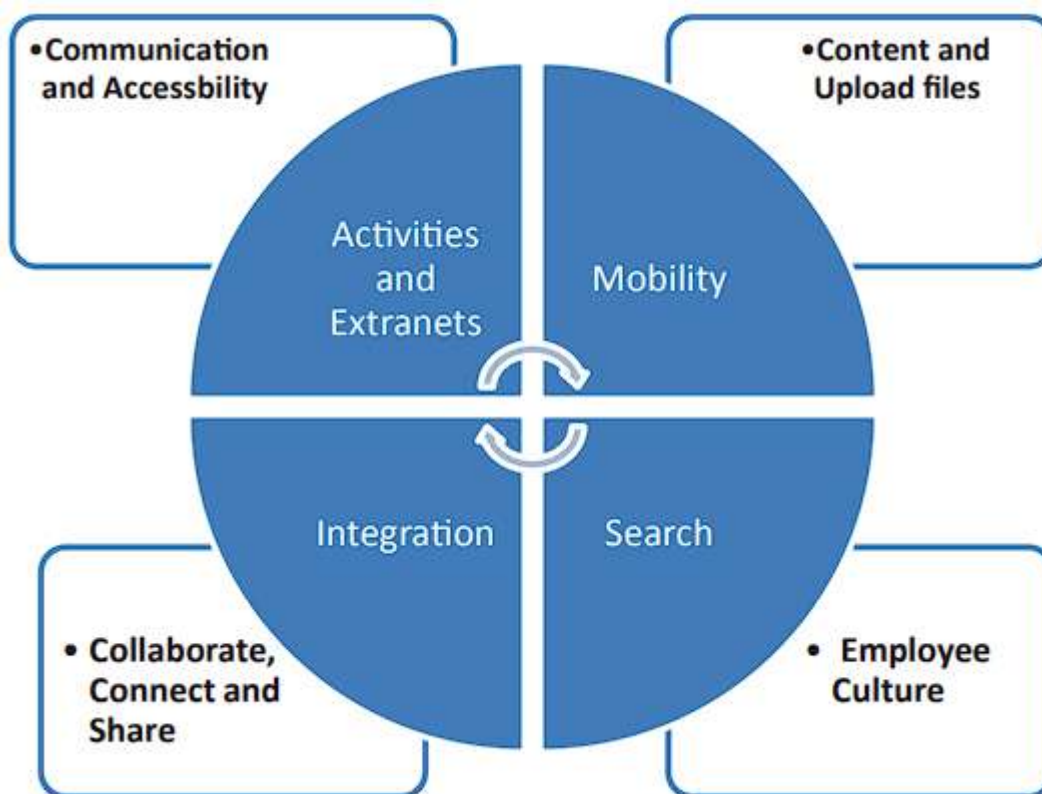 •Communication
and Accessbility
•Content and
Upload files
Activities
and
Extranets
Mobility
Integration
Search
• Collaborate,
Connect and
Share
• Employee
Culture